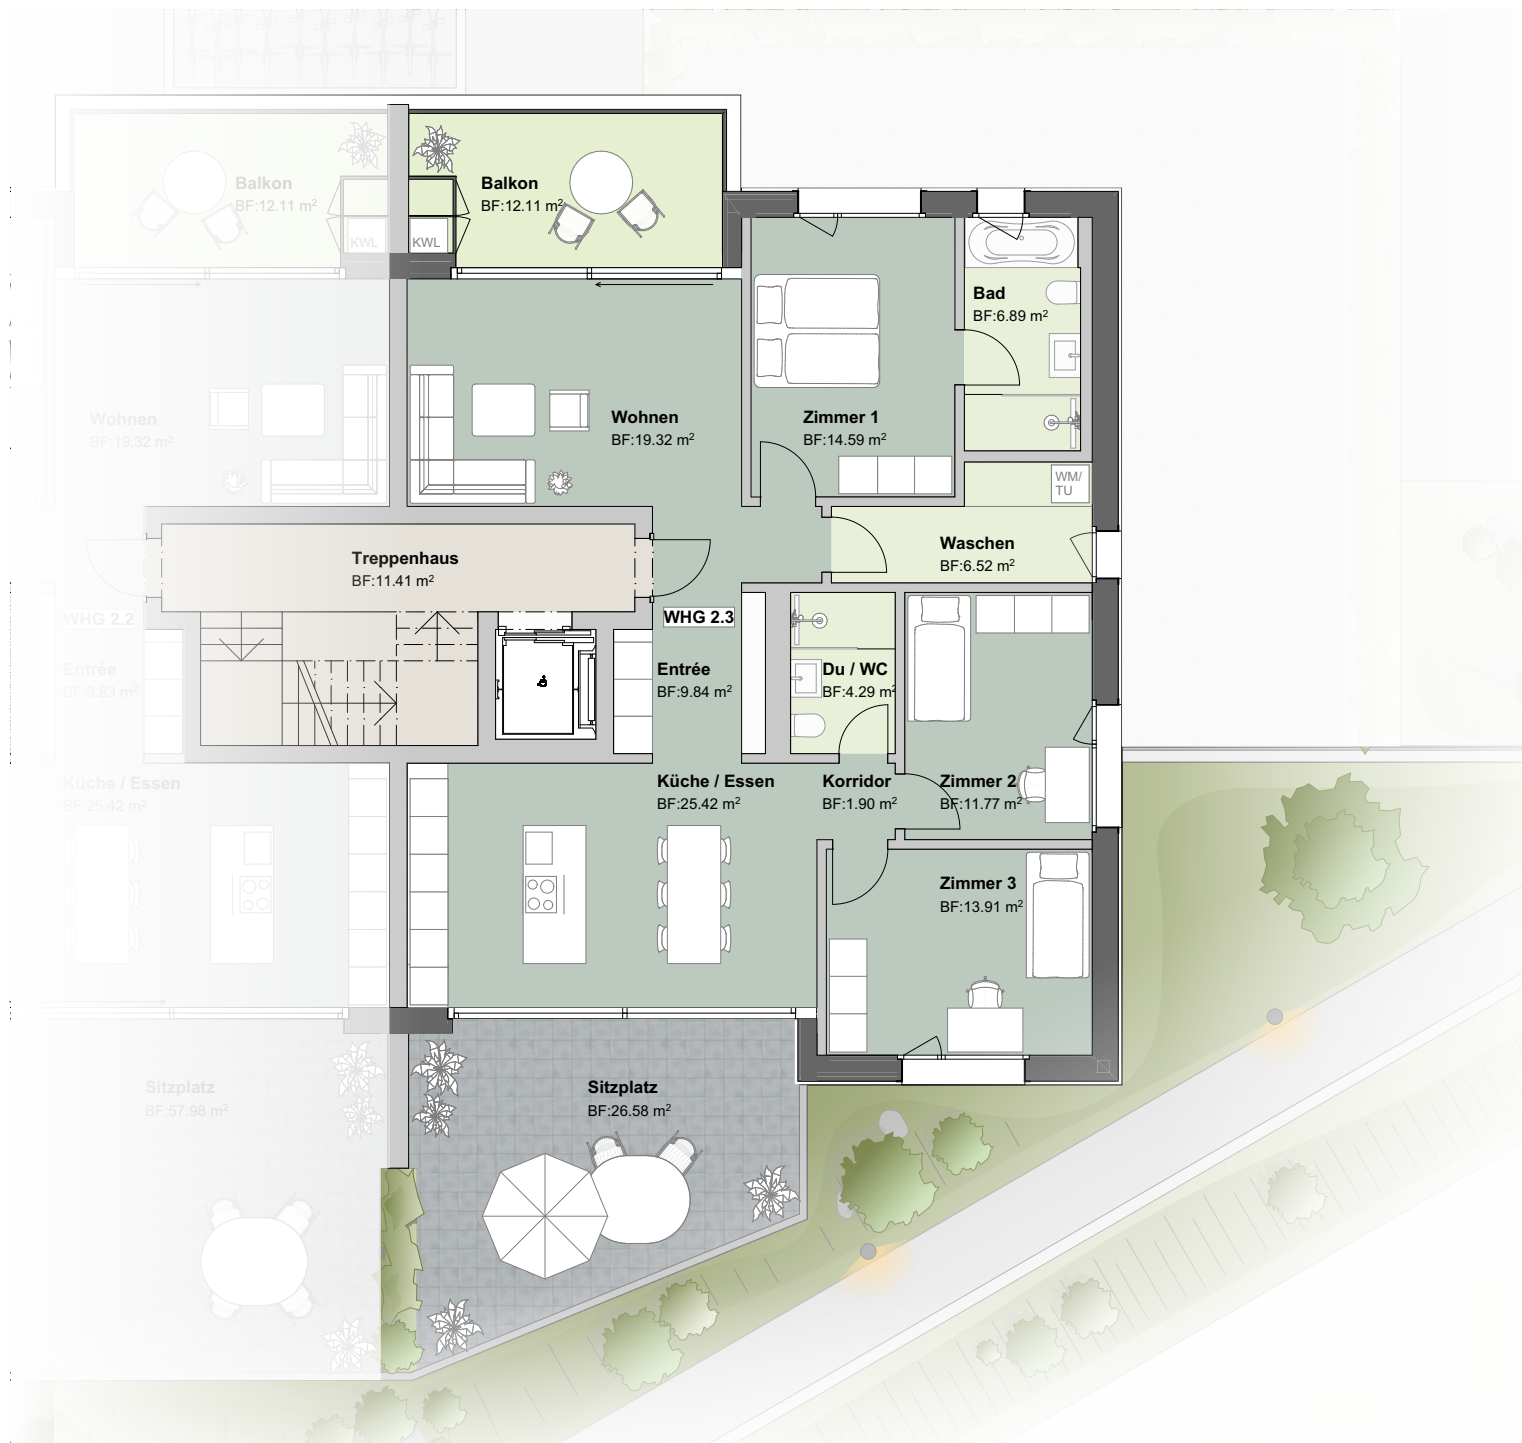 Balkon
BF:12.11 m²
KWL
Balkon
BF:12.11 m²
KWL
Bad
BF:6.89 m²
Wohnen
BF:19.32 m²
Wohnen
BF:19.32 m²
Zimmer 1
BF:14.59 m²
WM/
TU
Treppenhaus
BF:11.41 m²
Waschen
BF:6.52 m²
WHG 2.2
WHG 2.3
Entrée
BF:9.83 m²
Entrée
BF:9.84 m²
Du / WC
BF:4.29 m²
Küche / Essen
BF:25.42 m²
Küche / Essen
BF:25.42 m²
Korridor
BF:1.90 m²
Zimmer 2
BF:11.77 m²
Zimmer 3
BF:13.91 m²
Sitzplatz
BF:57.98 m²
Sitzplatz
BF:26.58 m²